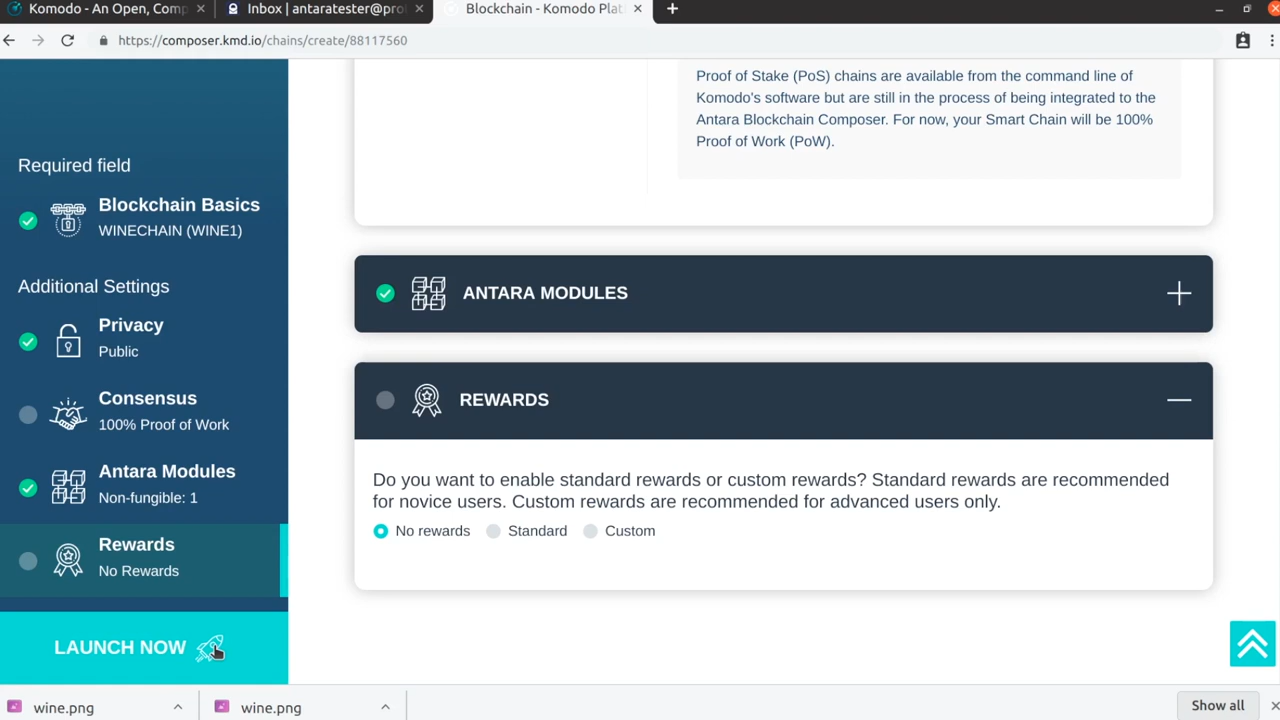 Komodo - An Open, Comp
Inbox | antaratester@pro
Blockchain - Komodo Plat
https://composer.kmd.io/chains/create/88117560
Required field
Blockchain Basics
WINECHAIN (WINE1)
Additional Settings
Privacy
Public
Consensus
100% Proof of Work
Antara Modules
Non-fungible: 1
Rewards
No Rewards
LAUNCH NOW
Proof of Stake (PoS) chains are available from the command line of
Komodo's software but are still in the process of being integrated to the
Antara Blockchain Composer. For now, your Smart Chain will be 100%
Proof of Work (PoW).
ANTARA MODULES
REWARDS
Do you want to enable standard rewards or custom rewards? Standard rewards are recommended
for novice users. Custom rewards are recommended for advanced users only.
No rewards Standard Custom
wine.png
wine.png
Show all